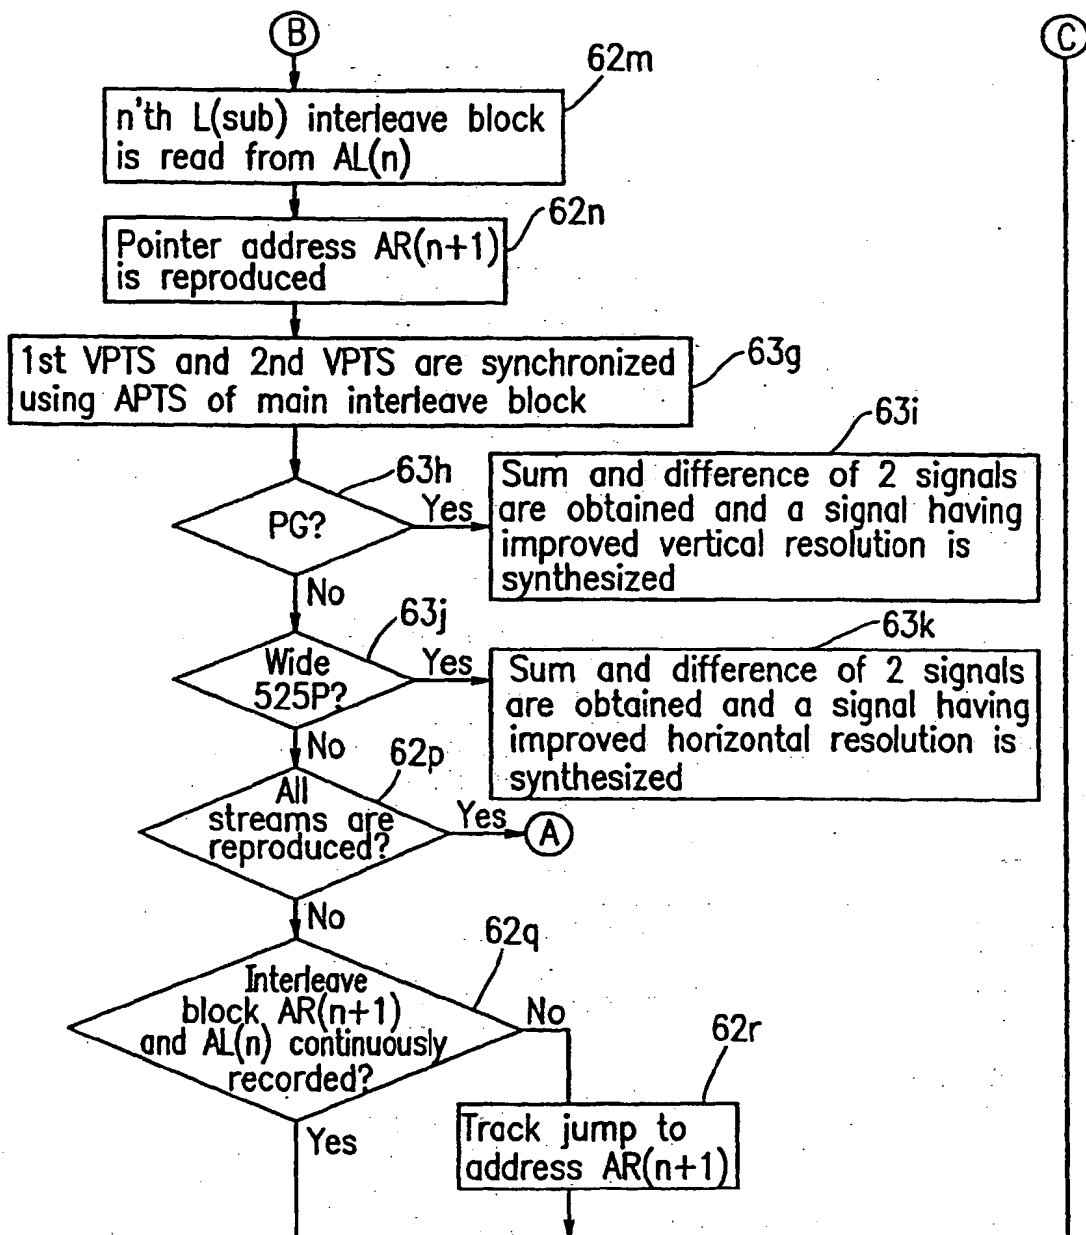 B
C
62m
n'th L(sub) interleave block
is read from AL(n)
62n
Pointer address AR(n+1)
is reproduced
63g
1st VPTS and 2nd VPTS are synchronized
using APTS of main interleave block
63i
63h
PG?
Yes
Sum and difference of 2 signals
are obtained and a signal having
improved vertical resolution is
synthesized
No
63j
63k
Wide
525P?
Yes
Sum and difference of 2 signals
are obtained and a signal having
improved horizontal resolution is
synthesized
No
62p
All
streams are
reproduced?
Yes
A
No
62q
Interleave
block AR(n+1)
and AL(n) continuously
recorded?
No
62r
Yes
Track jump to
address AR(n+1)